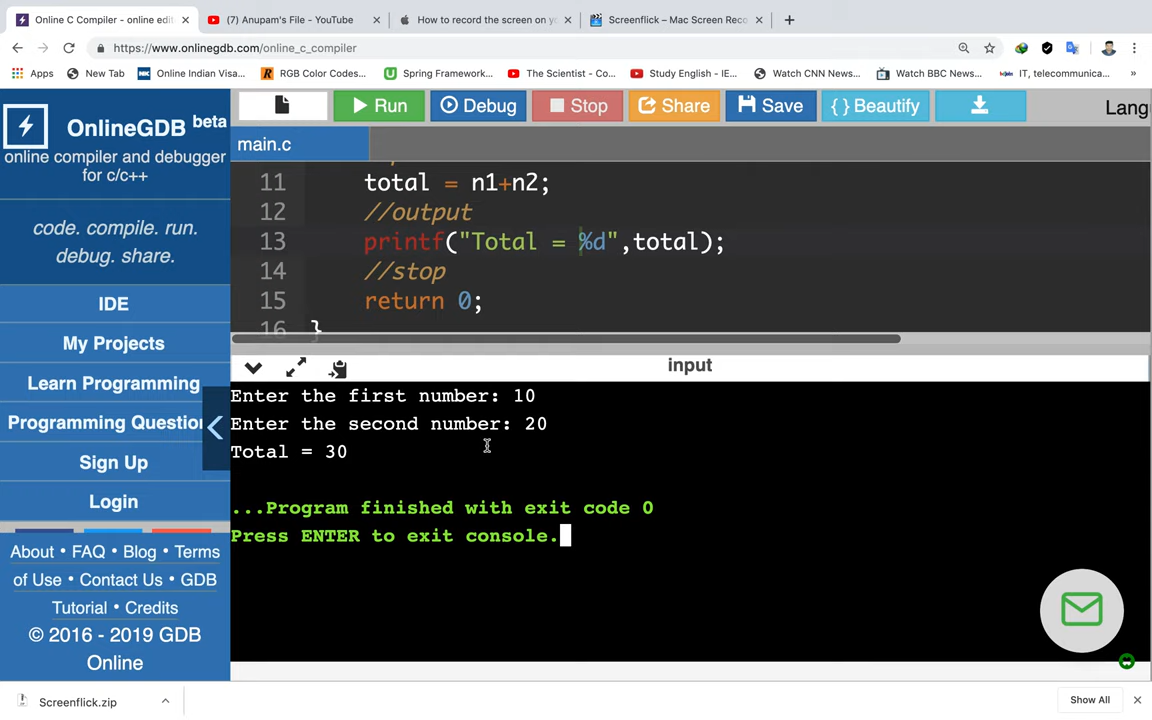 Online C Compiler - online edit
(7) Anupam's File - YouTube
How to record the screen on yo
Screenflick – Mac Screen Reco
https://www.onlinegdb.com/online_c_compiler
Apps
New Tab
Online Indian Visa...
RGB Color Codes...
Spring Framework...
The Scientist - Co...
Study English - IE...
Watch CNN News...
Watch BBC News...
IT, telecommunica...
»
OnlineGDB beta
online compiler and debugger
for c/c++
code. compile. run.
debug. share.
IDE
My Projects
Learn Programming
Programming Question
Sign Up
Login
About • FAQ • Blog • Terms
of Use • Contact Us • GDB
Tutorial • Credits
© 2016 - 2019 GDB
Online
Run
Debug
Stop
Share
Save
{ } Beautify
Lang
main.c
11 total = n1+n2;
12 //output
13 printf("Total = %d",total);
14 //stop
15 return 0;
16 }
input
Enter the first number: 10
Enter the second number: 20
Total = 30
...Program finished with exit code 0
Press ENTER to exit console.
Screenflick.zip
Show All